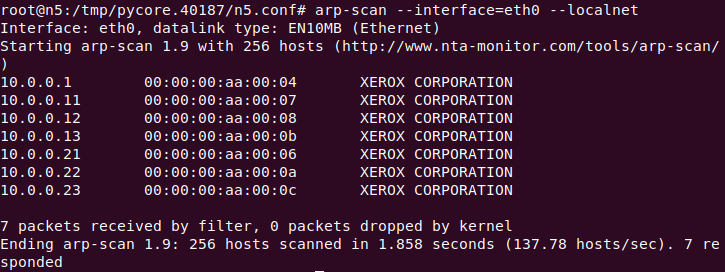 root@n5:/tmp/pycore.40187/n5.conf# arp-scan --interface=eth0 --localnet
Interface: eth0, datalink type: EN10MB (Ethernet)
Starting arp-scan 1.9 with 256 hosts (http://www.nta-monitor.com/tools/arp-scan/
)
10.0.0.1	00:00:00:aa:00:04	XEROX CORPORATION
10.0.0.11	00:00:00:aa:00:07	XEROX CORPORATION
10.0.0.12	00:00:00:aa:00:08	XEROX CORPORATION
10.0.0.13	00:00:00:aa:00:0b	XEROX CORPORATION
10.0.0.21	00:00:00:aa:00:06	XEROX CORPORATION
10.0.0.22	00:00:00:aa:00:0a	XEROX CORPORATION
10.0.0.23	00:00:00:aa:00:0c	XEROX CORPORATION

7 packets received by filter, 0 packets dropped by kernel
Ending arp-scan 1.9: 256 hosts scanned in 1.858 seconds (137.78 hosts/sec). 7 re
sponded